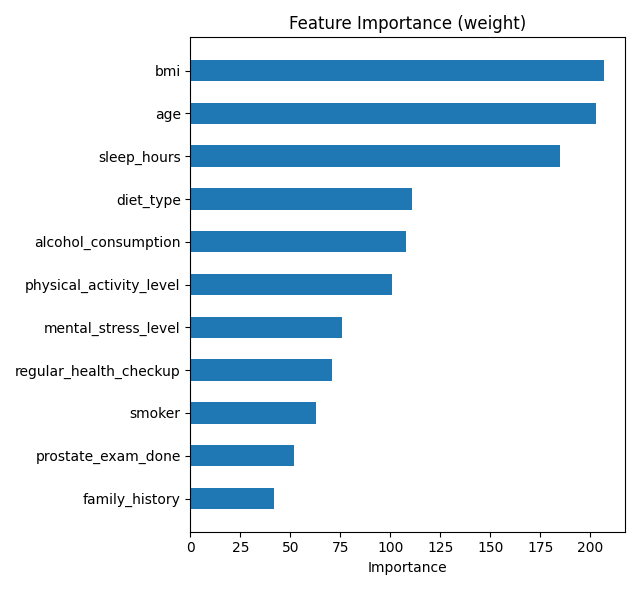 Feature Importance (weight)
bmi
age
sleep_hours
diet_type
alcohol_consumption
physical_activity_level
mental_stress_level
regular_health_checkup
smoker
prostate_exam_done
family_history
0 25 50 75 100 125 150 175 200
Importance